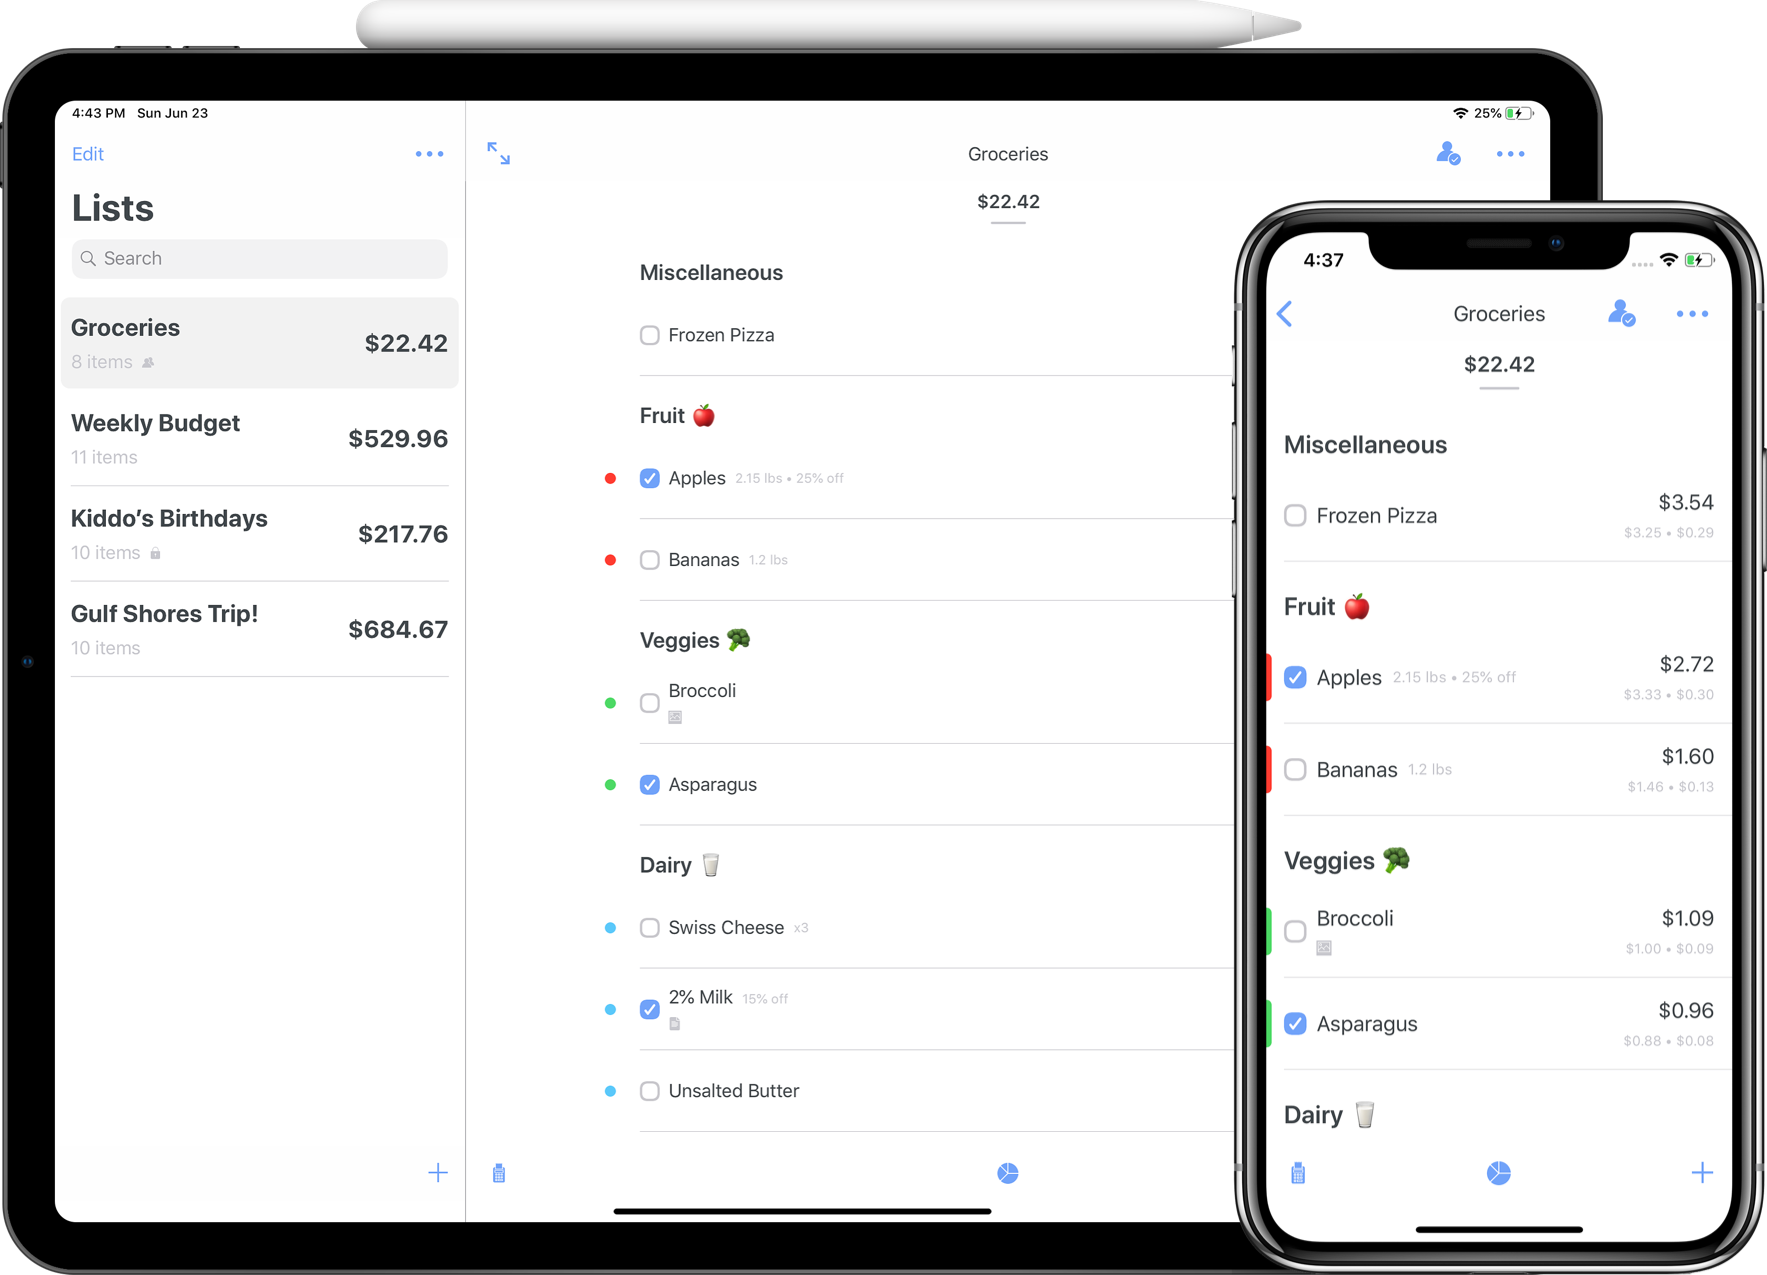 4:43 PM Sun Jun 23
25%
Edit
Lists
Search
Groceries
$22.42
8 items
Weekly Budget
$529.96
11 items
Kiddo's Birthdays
$217.76
10 items
Gulf Shores Trip!
$684.67
10 items
Groceries
$22.42
Miscellaneous
Frozen Pizza
Fruit 🍎
Apples 2.15 lbs • 25% off
Bananas 1.2 lbs
Veggies 🥦
Broccoli
Asparagus
Dairy 🥛
Swiss Cheese x3
2% Milk 15% off
Unsalted Butter
4:37
Groceries
$22.42
Miscellaneous
Frozen Pizza
$3.54
$3.25 • $0.29
Fruit 🍎
Apples 2.15 lbs • 25% off
$2.72
$3.33 • $0.30
Bananas 1.2 lbs
$1.60
$1.46 • $0.13
Veggies 🥦
Broccoli
$1.09
$1.00 • $0.09
Asparagus
$0.96
$0.88 • $0.08
Dairy 🥛